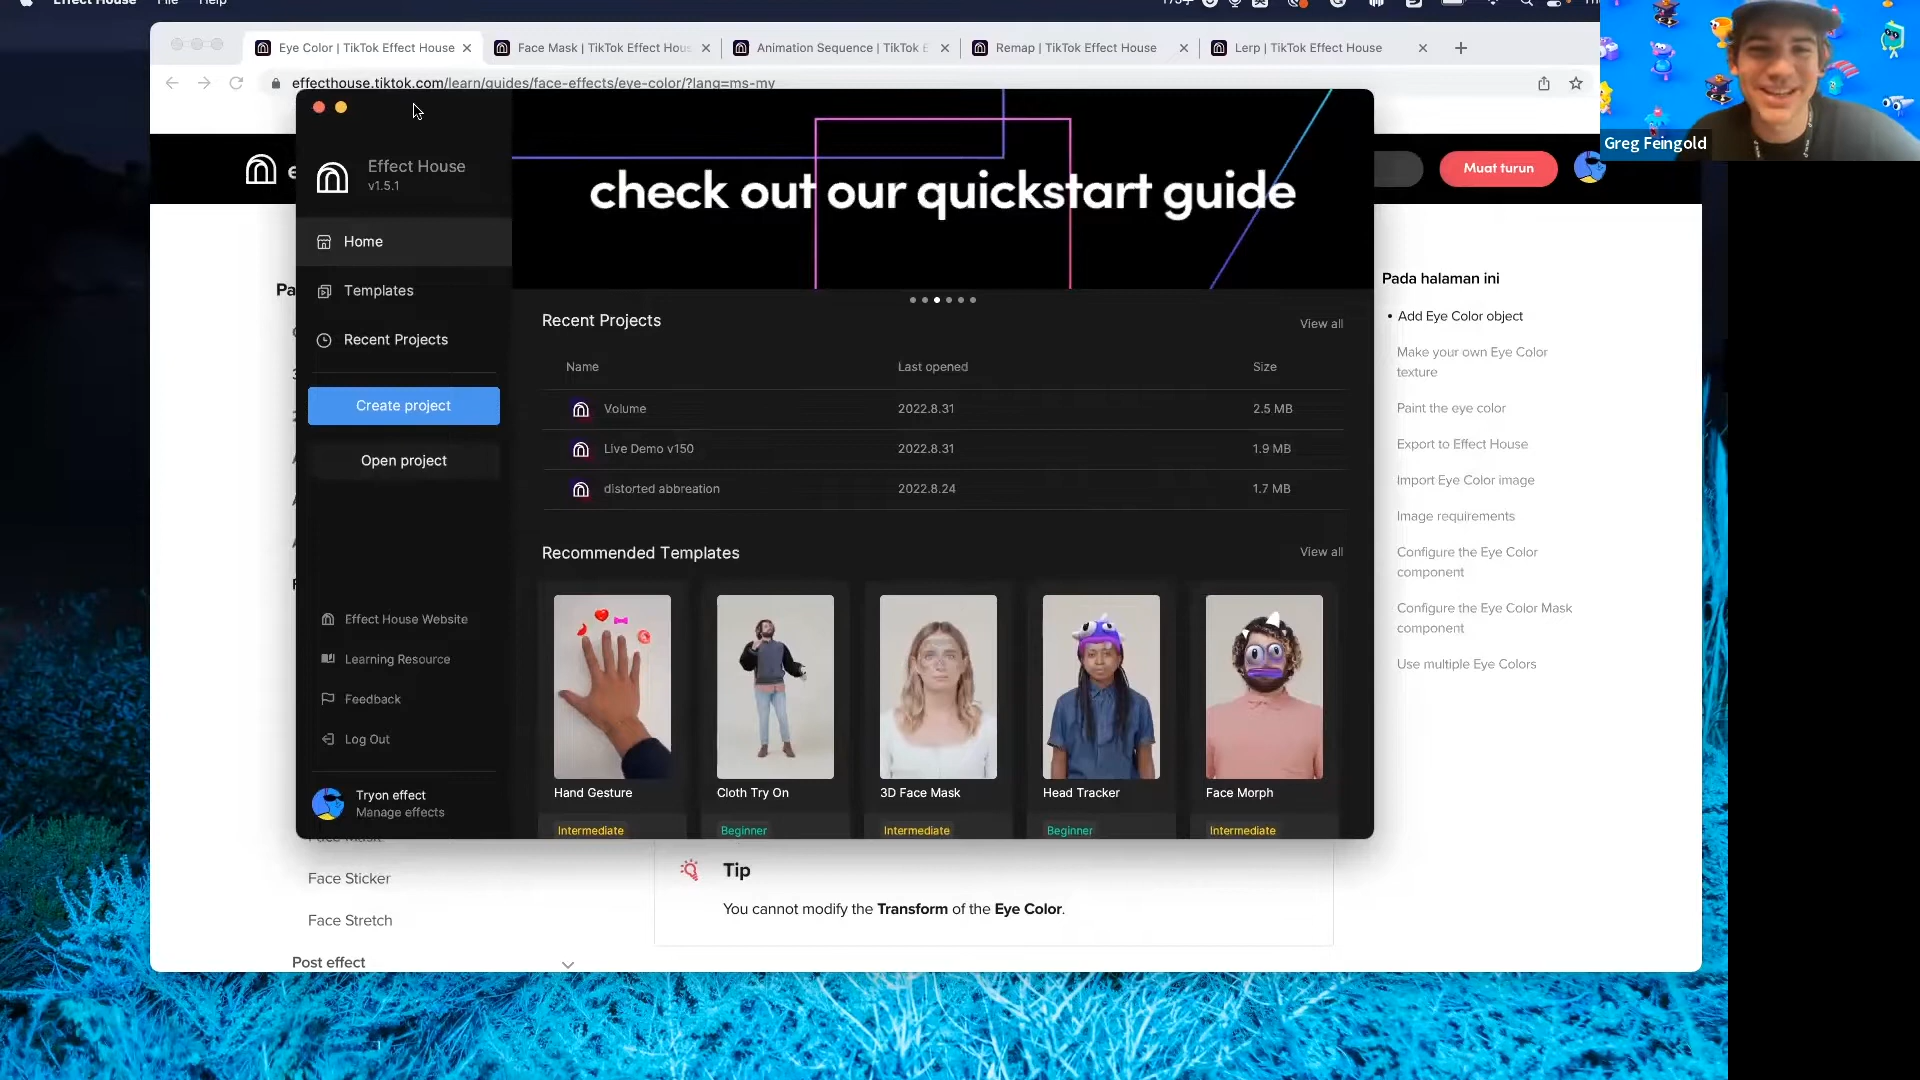 Effect House File Help
Eye Color | TikTok Effect House
Face Mask | TikTok Effect Hou
Animation Sequence | TikTok E
Remap | TikTok Effect House
Lerp | TikTok Effect House
effecthouse.tiktok.com/learn/guides/face-effects/eye-color/?lang=ms-my
Greg Feingold
Muat turun
Effect House
v1.5.1
Home
Templates
Recent Projects
Create project
Open project
Effect House Website
Learning Resource
Feedback
Log Out
Tryon effect
Manage effects
check out our quickstart guide
Recent Projects
View all
Name Last opened Size
Volume 2022.8.31 2.5 MB
Live Demo v150 2022.8.31 1.9 MB
distorted abbreation 2022.8.24 1.7 MB
Recommended Templates
View all
Hand Gesture
Intermediate
Cloth Try On
Beginner
3D Face Mask
Intermediate
Head Tracker
Beginner
Face Morph
Intermediate
Pada halaman ini
Add Eye Color object
Make your own Eye Color
texture
Paint the eye color
Export to Effect House
Import Eye Color image
Image requirements
Configure the Eye Color
component
Configure the Eye Color Mask
component
Use multiple Eye Colors
Face Mask
Face Sticker
Face Stretch
Post effect
Tip
You cannot modify the Transform of the Eye Color.